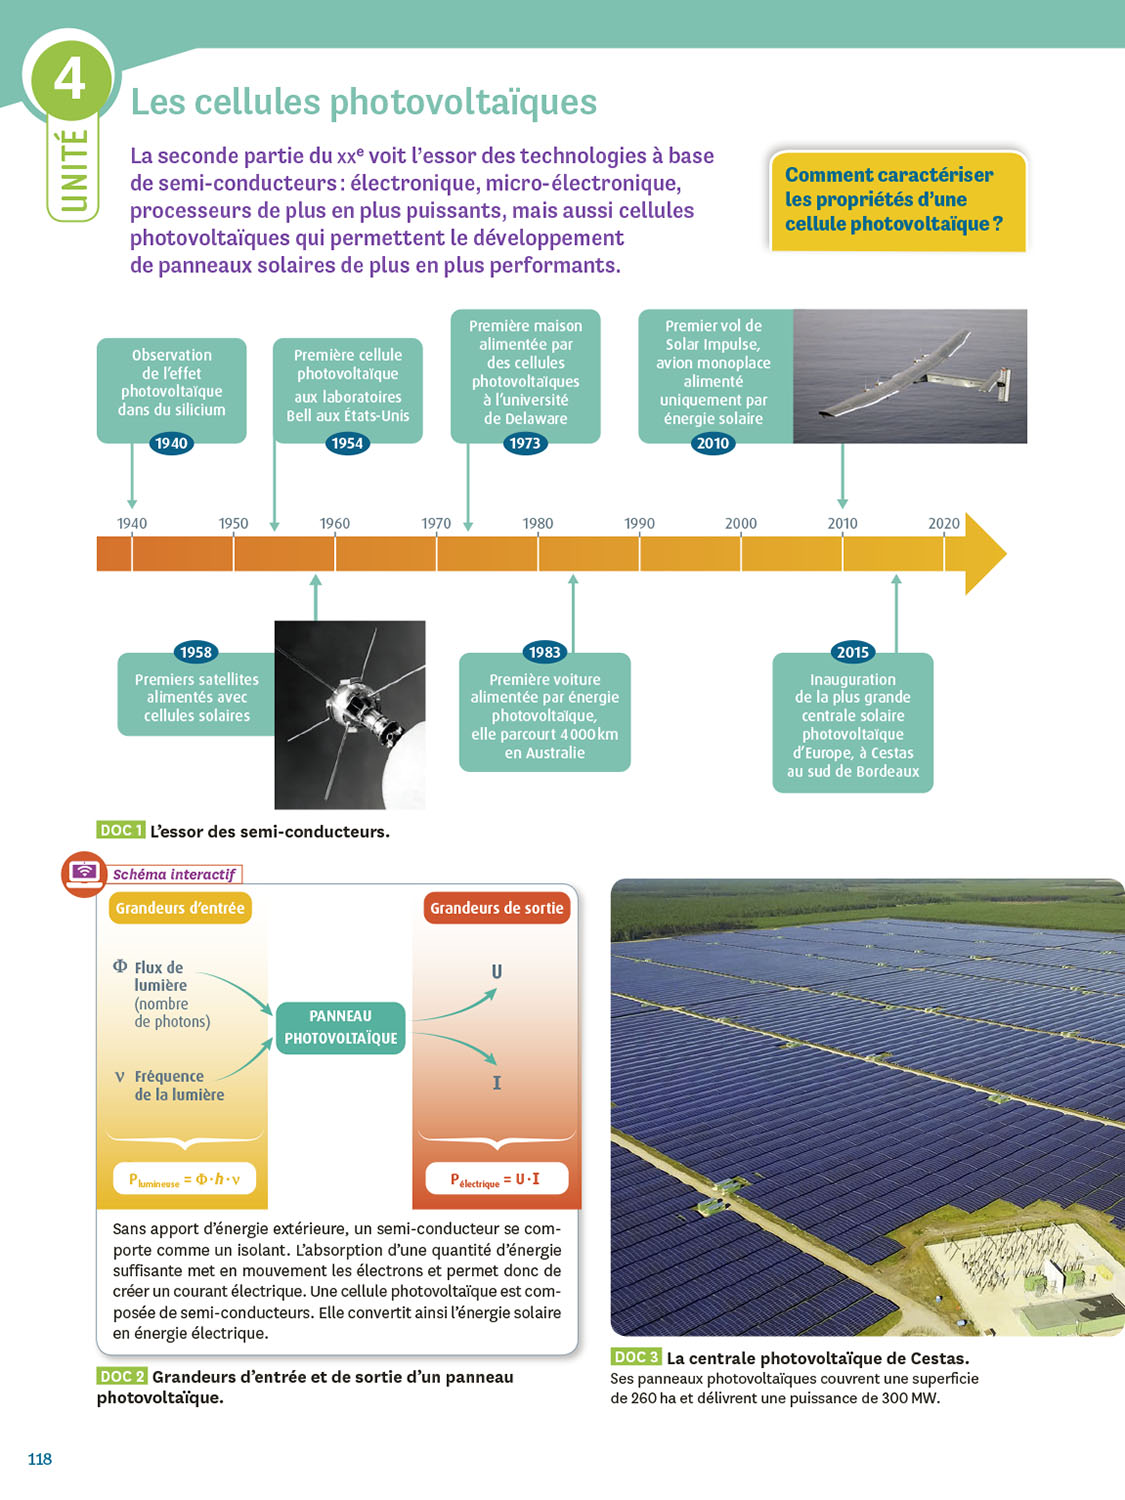 4
UNITÉ
Les cellules photovoltaïques
La seconde partie du XXe voit l'essor des technologies à base
de semi-conducteurs : électronique, micro-électronique,
processeurs de plus en plus puissants, mais aussi cellules
photovoltaïques qui permettent le développement
de panneaux solaires de plus en plus performants.
Comment caractériser
les propriétés d'une
cellule photovoltaïque ?
Observation
de l'effet
photovoltaïque
dans du silicium
1940
Première cellule
photovoltaïque
aux laboratoires
Bell aux États-Unis
1954
Première maison
alimentée par
des cellules
photovoltaïques
à l'université
de Delaware
1973
Premier vol de
Solar Impulse,
avion monoplace
alimenté
uniquement par
énergie solaire
2010
1940 1950 1960 1970 1980 1990 2000 2010 2020
1958
Premiers satellites
alimentés avec
cellules solaires
1983
Première voiture
alimentée par énergie
photovoltaïque,
elle parcourt 4 000 km
en Australie
2015
Inauguration
de la plus grande
centrale solaire
photovoltaïque
d'Europe, à Cestas
au sud de Bordeaux
DOC 1 L'essor des semi-conducteurs.
Schéma interactif
Grandeurs d'entrée
Φ Flux de
lumière
(nombre
de photons)
ν Fréquence
de la lumière
Plumineuse = Φ·h·ν
PANNEAU
PHOTOVOLTAÏQUE
Grandeurs de sortie
U
I
Pélectrique = U·I
Sans apport d'énergie extérieure, un semi-conducteur se com-
porte comme un isolant. L'absorption d'une quantité d'énergie
suffisante met en mouvement les électrons et permet donc de
créer un courant électrique. Une cellule photovoltaïque est com-
posée de semi-conducteurs. Elle convertit ainsi l'énergie solaire
en énergie électrique.
DOC 2 Grandeurs d'entrée et de sortie d'un panneau
photovoltaïque.
DOC 3 La centrale photovoltaïque de Cestas.
Ses panneaux photovoltaïques couvrent une superficie
de 260 ha et délivrent une puissance de 300 MW.
118